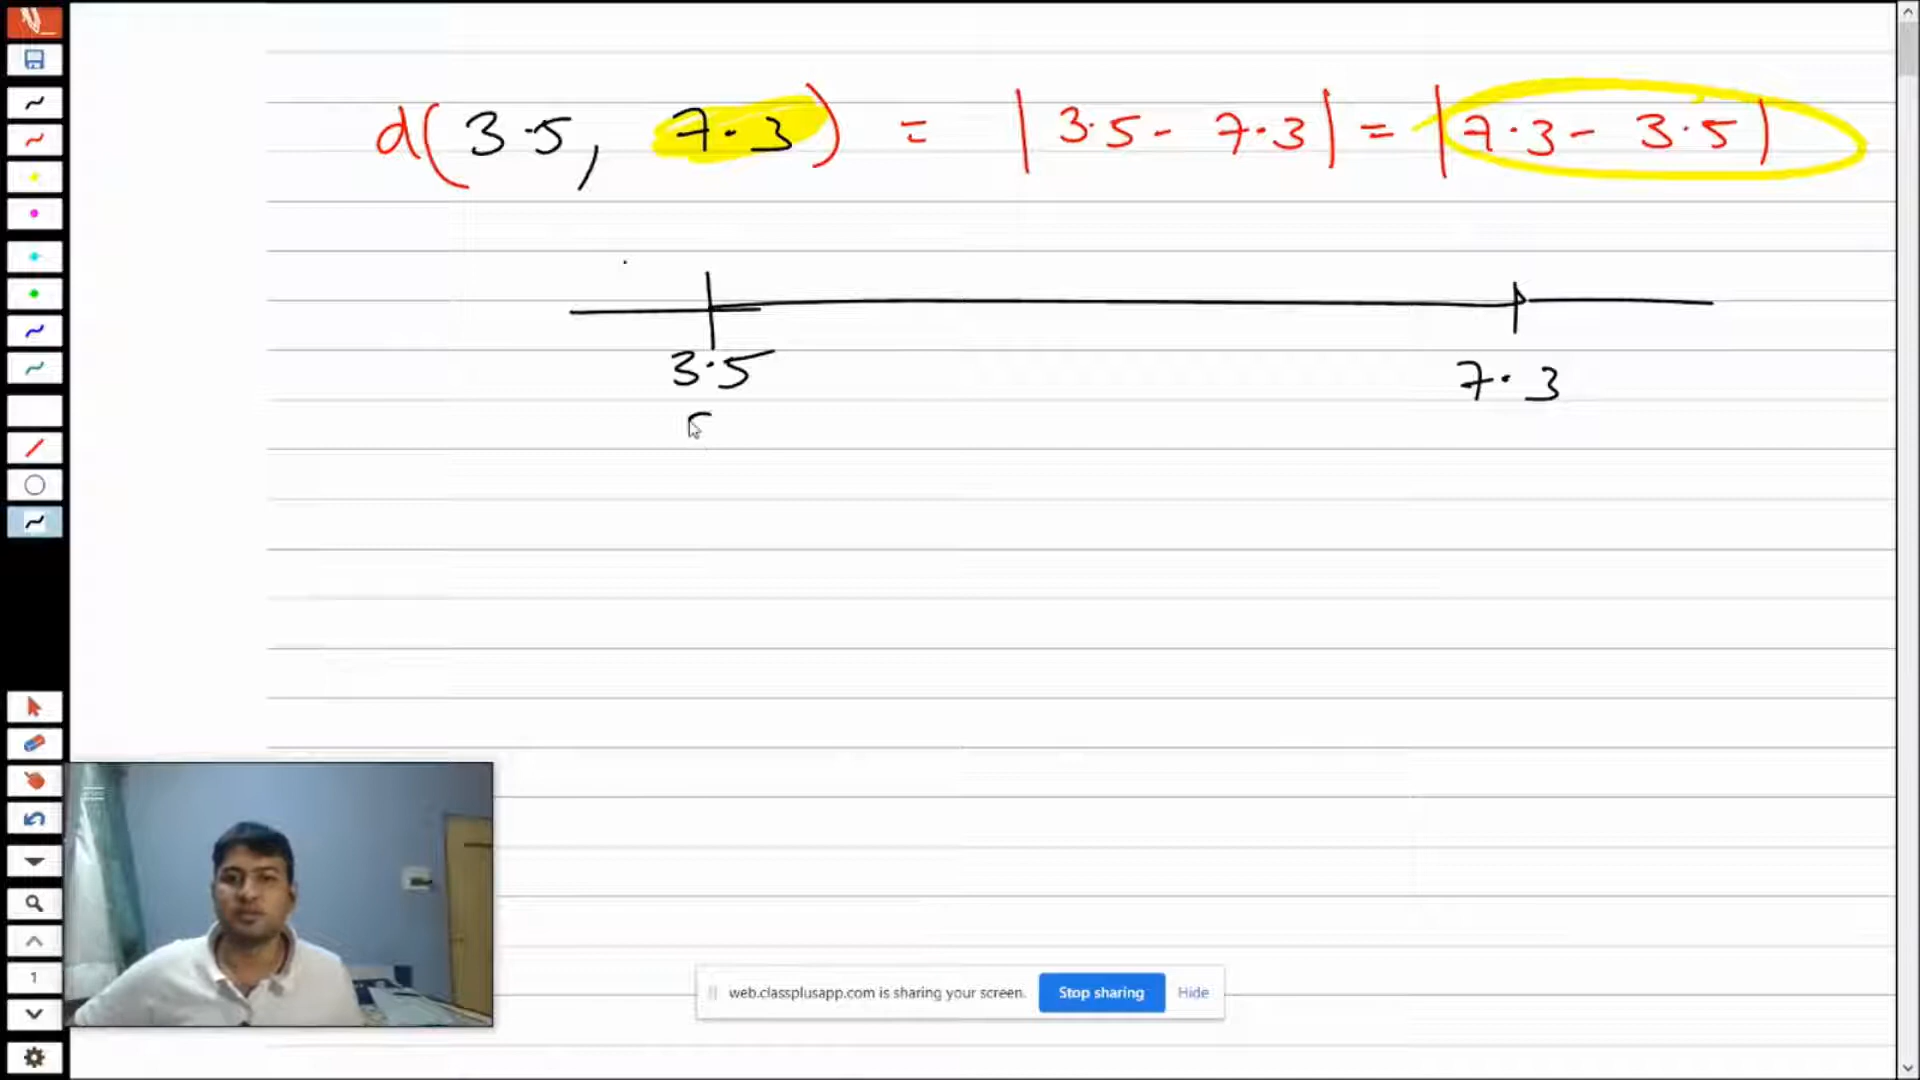 d( 3.5, 7.3 ) = | 3.5 - 7.3 | = | 7.3 - 3.5 |
3.5 7.3
1
web.classplusapp.com is sharing your screen. Stop sharing Hide